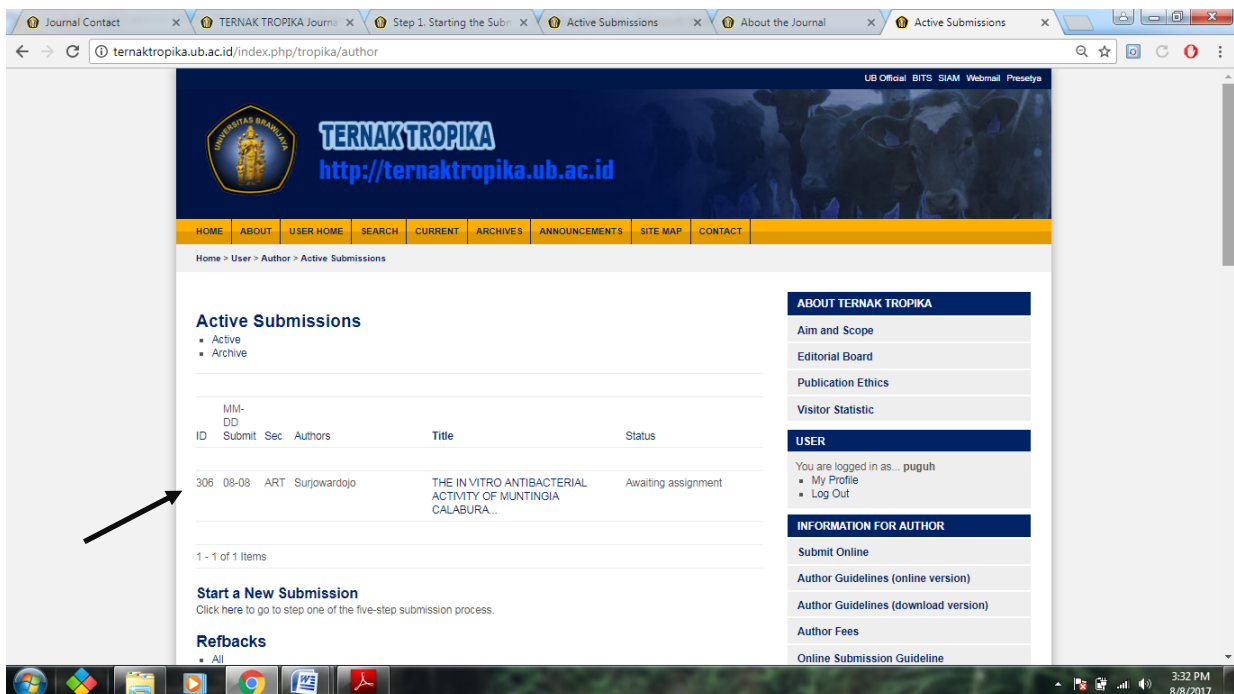 Journal Contact
TERNAK TROPIKA Journa
Step 1. Starting the Subn
Active Submissions
About the Journal
Active Submissions
ternaktropika.ub.ac.id/index.php/tropika/author
UB Official BITS SIAM Webmail Prasetya
UNIVERSITAS BRAWIJAYA
TERNAK TROPIKA
http://ternaktropika.ub.ac.id
HOME ABOUT USER HOME SEARCH CURRENT ARCHIVES ANNOUNCEMENTS SITE MAP CONTACT
Home > User > Author > Active Submissions
Active Submissions
Active
Archive
MM-
DD
ID Submit Sec Authors Title Status
306 08-08 ART Surjowardojo THE IN VITRO ANTIBACTERIAL Awaiting assignment
ACTIVITY OF MUNTINGIA
CALABURA...
1 - 1 of 1 Items
Start a New Submission
Click here to go to step one of the five-step submission process.
Refbacks
All
ABOUT TERNAK TROPIKA
Aim and Scope
Editorial Board
Publication Ethics
Visitor Statistic
USER
You are logged in as... puguh
My Profile
Log Out
INFORMATION FOR AUTHOR
Submit Online
Author Guidelines (online version)
Author Guidelines (download version)
Author Fees
Online Submission Guideline
3:32 PM
8/8/2017